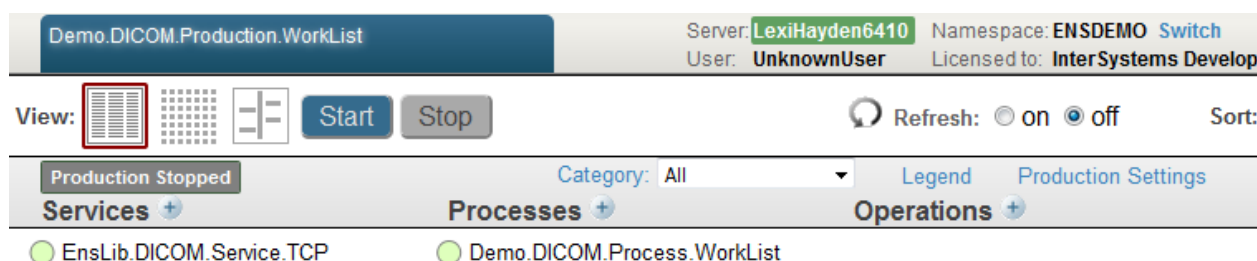 Demo.DICOM.Production.WorkList
Server: LexiHayden6410 Namespace: ENSDEMO Switch
User: UnknownUser Licensed to: InterSystems Develop
View: Start Stop Refresh: on off Sort:
Production Stopped Category: All Legend Production Settings
Services Processes Operations
EnsLib.DICOM.Service.TCP Demo.DICOM.Process.WorkList